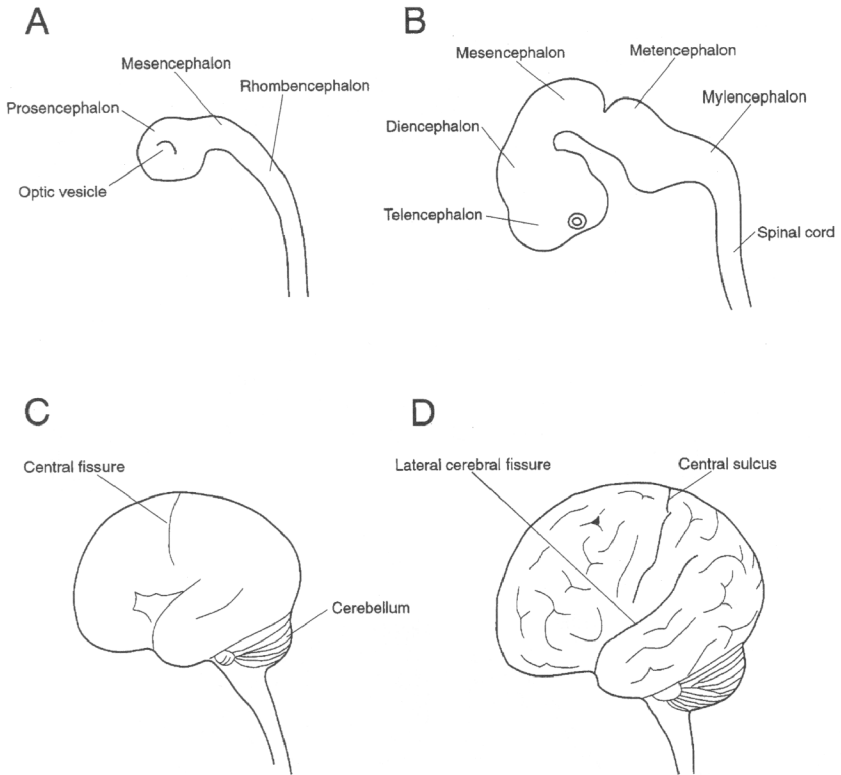 A
Mesencephalon
Rhombencephalon
Prosencephalon
Optic vesicle
B
Mesencephalon
Metencephalon
Mylencephalon
Diencephalon
Telencephalon
Spinal cord
C
Central fissure
Cerebellum
D
Lateral cerebral fissure
Central sulcus